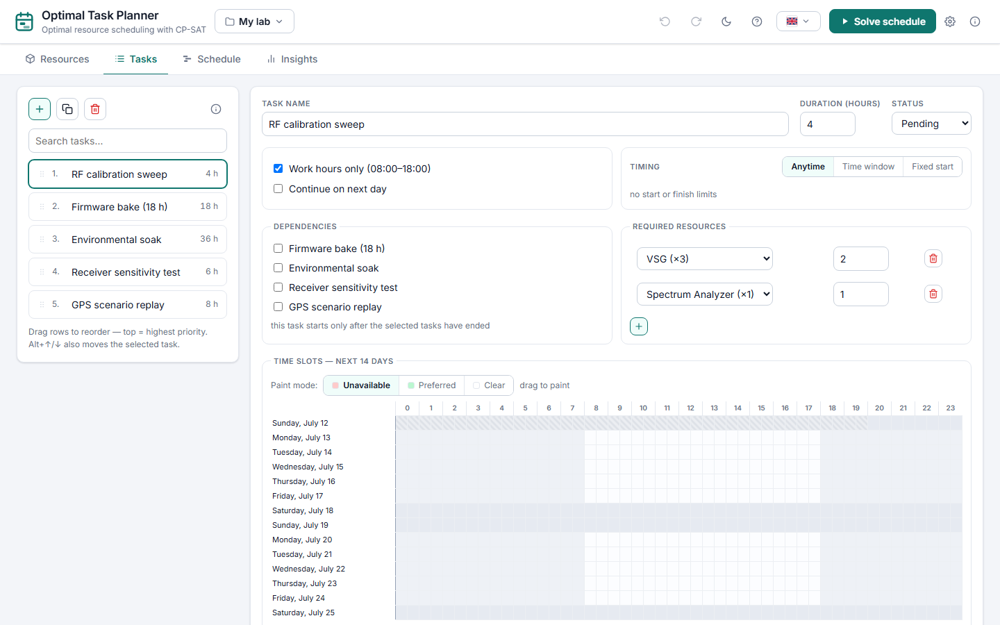 Optimal Task Planner
Optimal resource scheduling with CP-SAT
My lab
Solve schedule
Resources
Tasks
Schedule
Insights
Search tasks...
1. RF calibration sweep 4 h
2. Firmware bake (18 h) 18 h
3. Environmental soak 36 h
4. Receiver sensitivity test 6 h
5. GPS scenario replay 8 h
Drag rows to reorder — top = highest priority.
Alt+↑/↓ also moves the selected task.
TASK NAME
RF calibration sweep
DURATION (HOURS)
4
STATUS
Pending
Work hours only (08:00–18:00)
Continue on next day
TIMING
Anytime Time window Fixed start
no start or finish limits
DEPENDENCIES
Firmware bake (18 h)
Environmental soak
Receiver sensitivity test
GPS scenario replay
this task starts only after the selected tasks have ended
REQUIRED RESOURCES
VSG (×3) 2
Spectrum Analyzer (×1) 1
TIME SLOTS — NEXT 14 DAYS
Paint mode: Unavailable Preferred Clear drag to paint
0 1 2 3 4 5 6 7 8 9 10 11 12 13 14 15 16 17 18 19 20 21 22 23
Sunday, July 12
Monday, July 13
Tuesday, July 14
Wednesday, July 15
Thursday, July 16
Friday, July 17
Saturday, July 18
Sunday, July 19
Monday, July 20
Tuesday, July 21
Wednesday, July 22
Thursday, July 23
Friday, July 24
Saturday, July 25